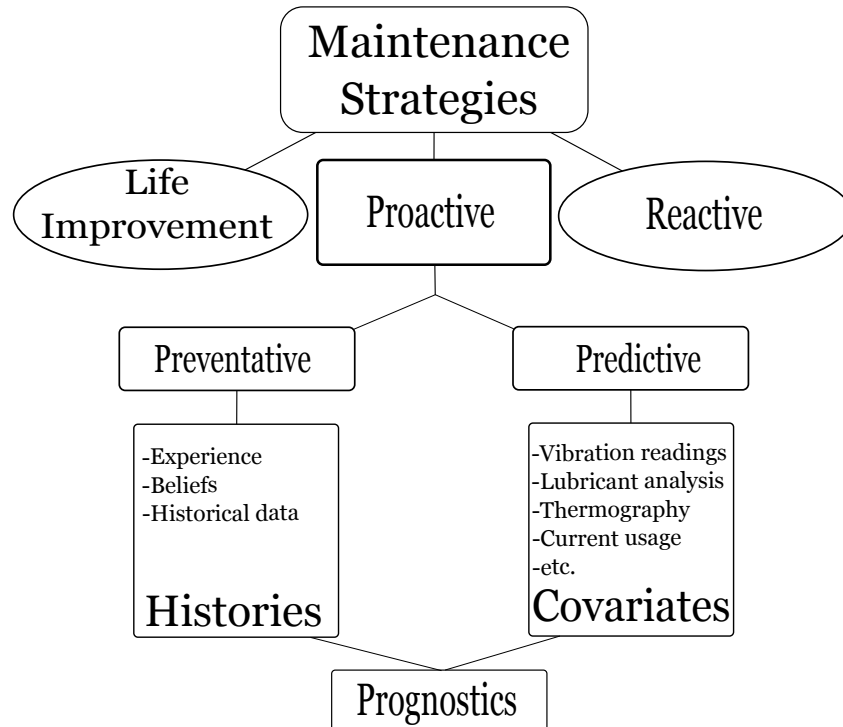 Maintenance
Strategies
Life
Improvement
Proactive
Reactive
Preventative
Predictive
-Experience
-Beliefs
-Historical data
Histories
-Vibration readings
-Lubricant analysis
-Thermography
-Current usage
-etc.
Covariates
Prognostics